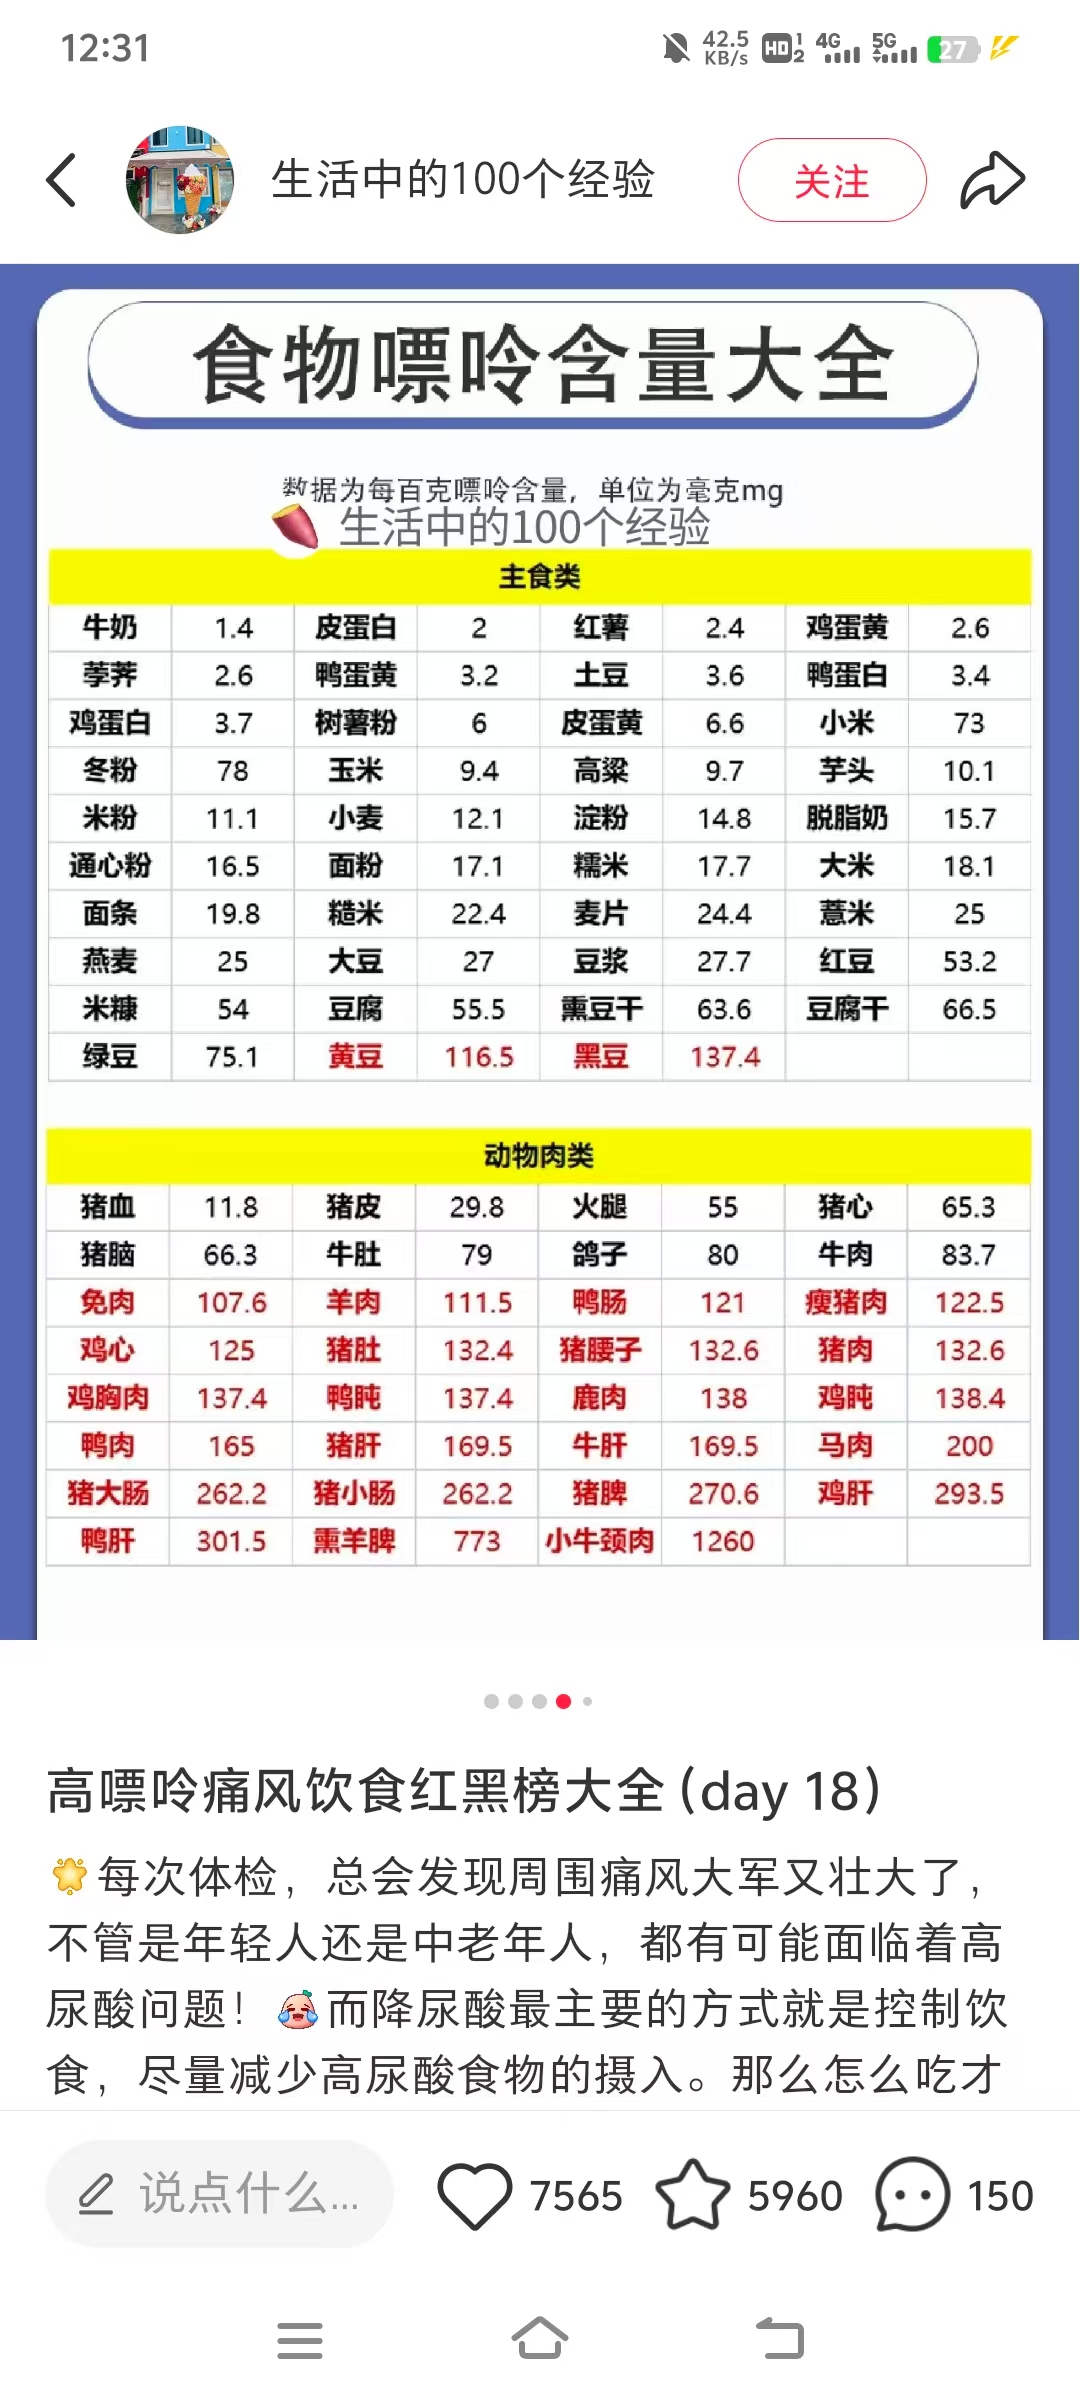 12:31 42.5 KB/s HD 1 2 4G 5G 27
生活中的100个经验 关注
食物嘌呤含量大全
数据为每百克嘌呤含量，单位为毫克mg
生活中的100个经验
主食类
牛奶 1.4 皮蛋白 2 红薯 2.4 鸡蛋黄 2.6
荸荠 2.6 鸭蛋黄 3.2 土豆 3.6 鸭蛋白 3.4
鸡蛋白 3.7 树薯粉 6 皮蛋黄 6.6 小米 73
冬粉 78 玉米 9.4 高粱 9.7 芋头 10.1
米粉 11.1 小麦 12.1 淀粉 14.8 脱脂奶 15.7
通心粉 16.5 面粉 17.1 糯米 17.7 大米 18.1
面条 19.8 糙米 22.4 麦片 24.4 薏米 25
燕麦 25 大豆 27 豆浆 27.7 红豆 53.2
米糠 54 豆腐 55.5 熏豆干 63.6 豆腐干 66.5
绿豆 75.1 黄豆 116.5 黑豆 137.4
动物肉类
猪血 11.8 猪皮 29.8 火腿 55 猪心 65.3
猪脑 66.3 牛肚 79 鸽子 80 牛肉 83.7
兔肉 107.6 羊肉 111.5 鸭肠 121 瘦猪肉 122.5
鸡心 125 猪肚 132.4 猪腰子 132.6 猪肉 132.6
鸡胸肉 137.4 鸭肫 137.4 鹿肉 138 鸡肫 138.4
鸭肉 165 猪肝 169.5 牛肝 169.5 马肉 200
猪大肠 262.2 猪小肠 262.2 猪脾 270.6 鸡肝 293.5
鸭肝 301.5 熏羊脾 773 小牛颈肉 1260
高嘌呤痛风饮食红黑榜大全（day 18）
每次体检，总会发现周围痛风大军又壮大了，
不管是年轻人还是中老年人，都有可能面临着高
尿酸问题！而降尿酸最主要的方式就是控制饮
食，尽量减少高尿酸食物的摄入。那么怎么吃才
说点什么... 7565 5960 150